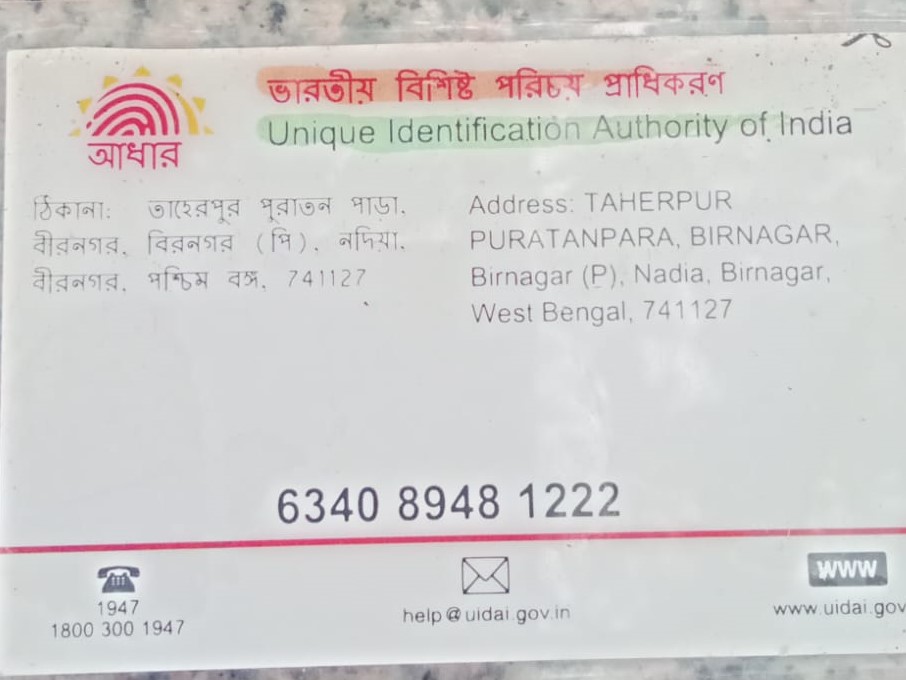 ভারতীয় বিশিষ্ট পরিচয় প্রাধিকরণ
Unique Identification Authority of India
আধার
ঠিকানা: তাহেরপুর পুরাতন পাড়া,
বীরনগর, বিরনগর (পি), নদিয়া,
বীরনগর, পশ্চিম বঙ্গ, 741127
Address: TAHERPUR
PURATANPARA, BIRNAGAR,
Birnagar (P), Nadia, Birnagar,
West Bengal, 741127
6340 8948 1222
1947
1800 300 1947
help@uidai.gov.in
WWW
www.uidai.gov